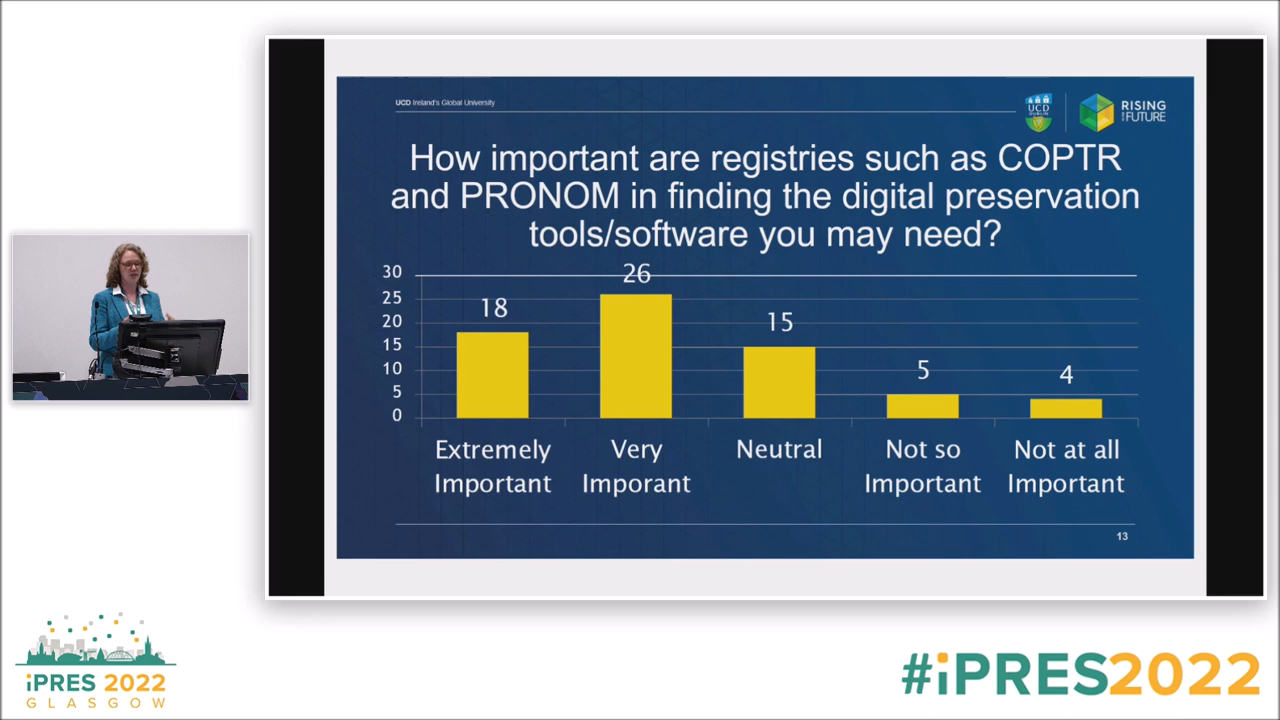 UCD Ireland's Global University
UCD
DUBLIN
RISING
TO THE
FUTURE
How important are registries such as COPTR
and PRONOM in finding the digital preservation
tools/software you may need?
30
25
20
15
10
5
0
18
26
15
5
4
Extremely
Important
Very
Imporant
Neutral
Not so
Important
Not at all
Important
13
iPRES 2022
GLASGOW
#iPRES2022